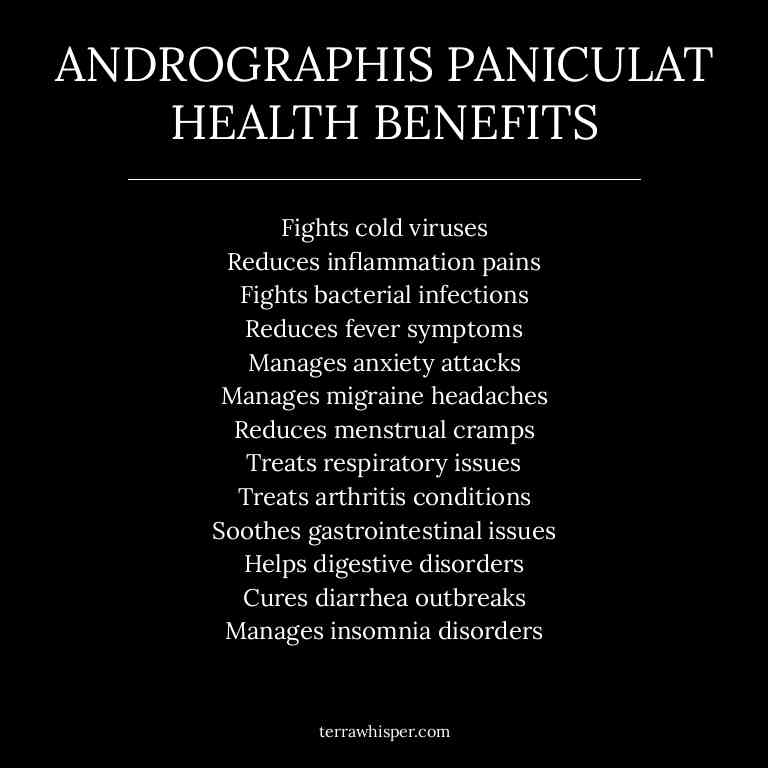 ANDROGRAPHIS PANICULAT
HEALTH BENEFITS
Fights cold viruses
Reduces inflammation pains
Fights bacterial infections
Reduces fever symptoms
Manages anxiety attacks
Manages migraine headaches
Reduces menstrual cramps
Treats respiratory issues
Treats arthritis conditions
Soothes gastrointestinal issues
Helps digestive disorders
Cures diarrhea outbreaks
Manages insomnia disorders
terrawhisper.com